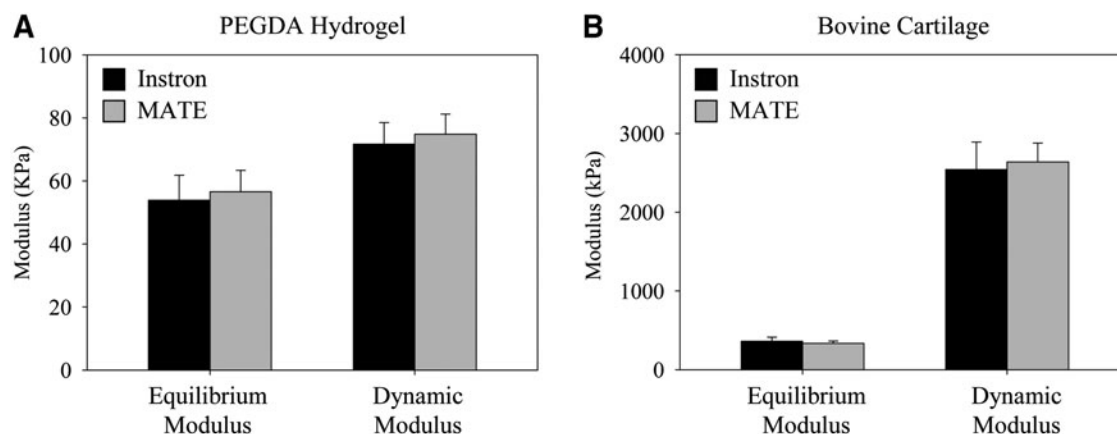 A
PEGDA Hydrogel
Modulus (KPa)
100
80
60
40
20
0
Instron
MATE
Equilibrium
Modulus
Dynamic
Modulus
B
Bovine Cartilage
Modulus (kPa)
4000
3000
2000
1000
0
Instron
MATE
Equilibrium
Modulus
Dynamic
Modulus